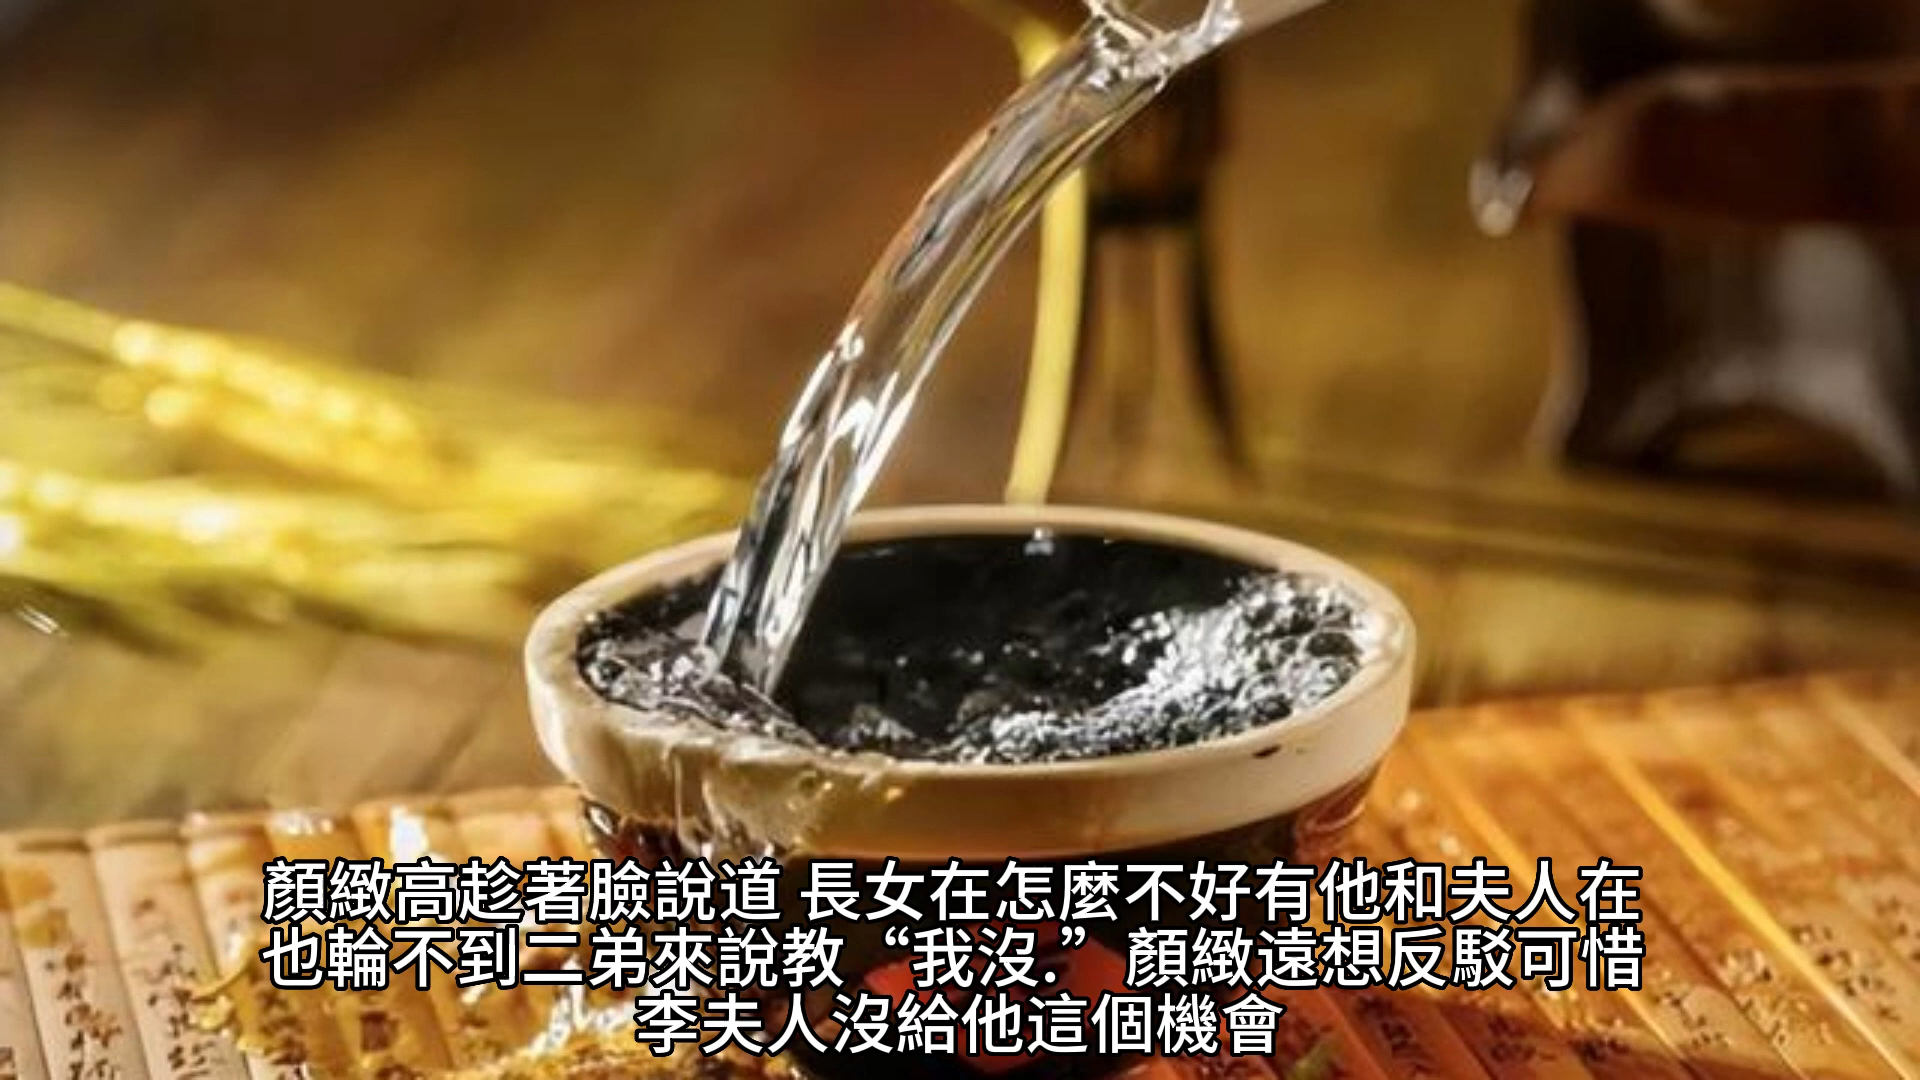 顏緻高趁著臉說道 長女在怎麼不好有他和夫人在
也輪不到二弟來說教“我沒.” 顏緻遠想反駁可惜
李夫人沒給他這個機會